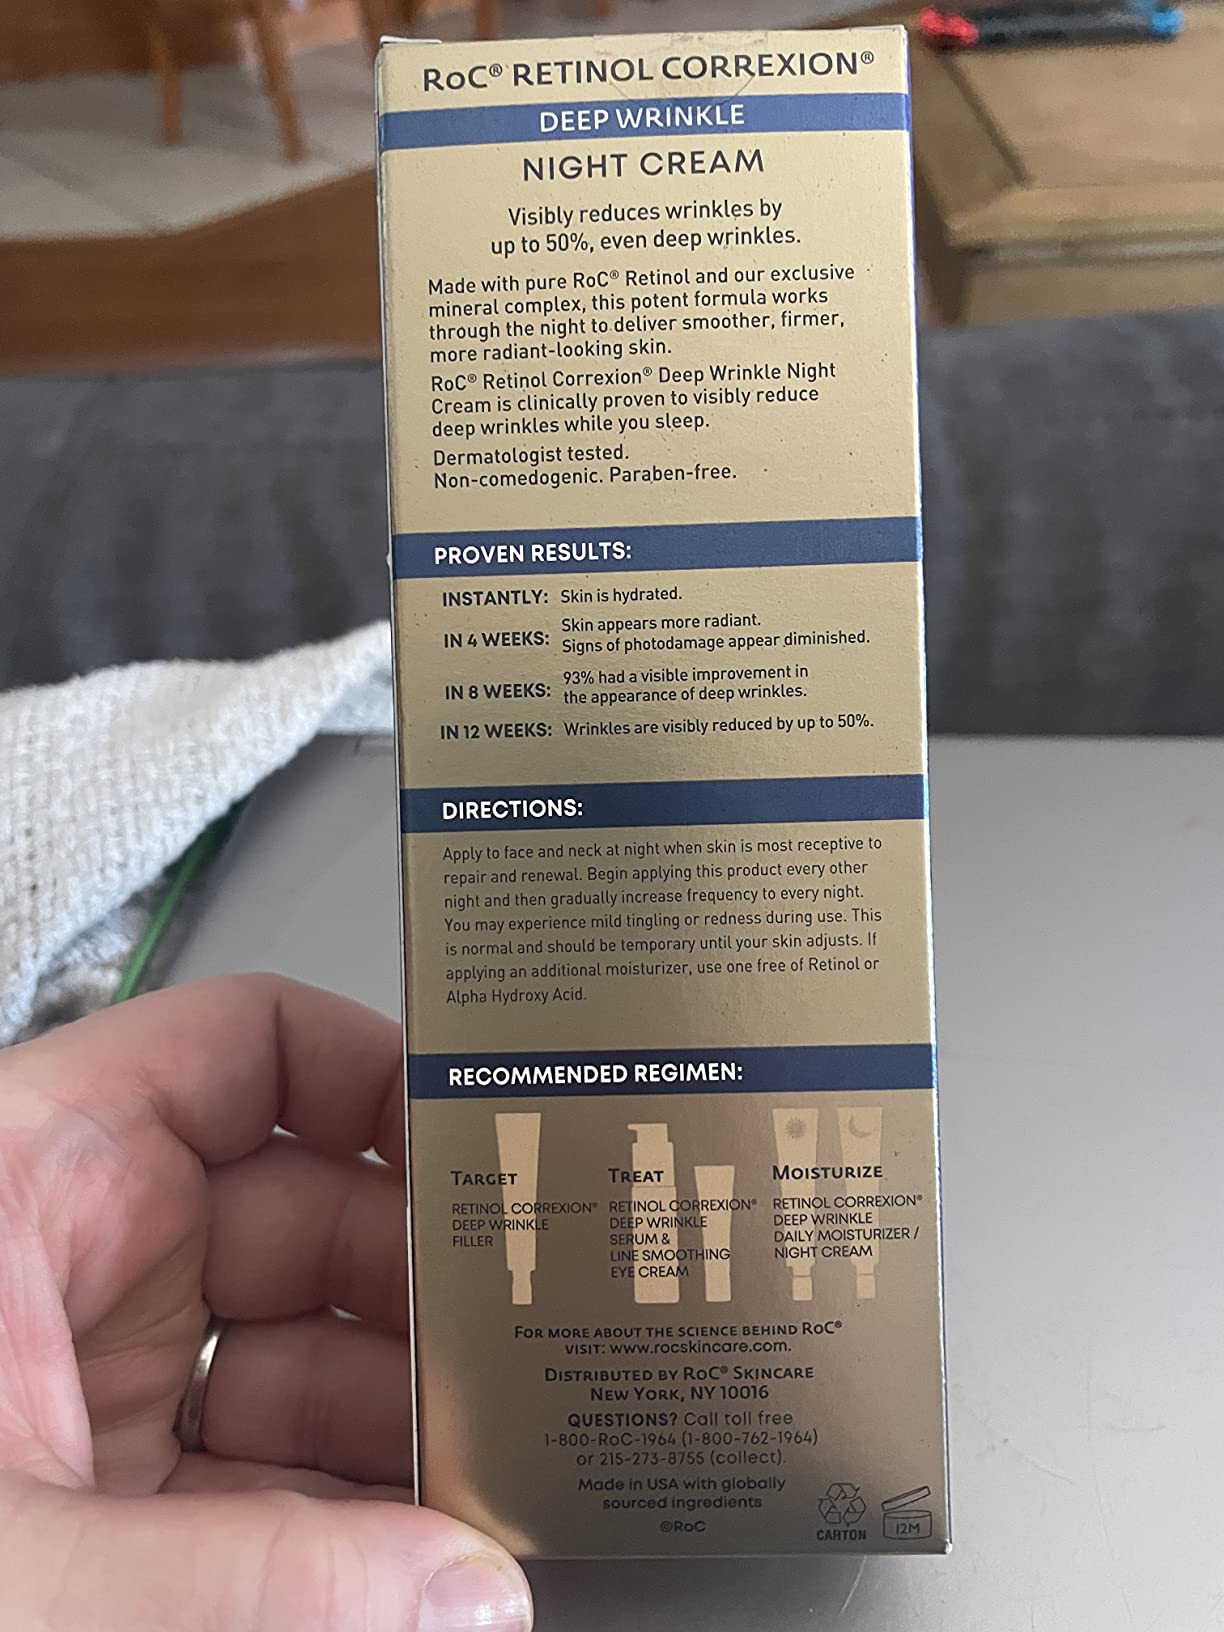 RoC® RETINOL CORREXION®
DEEP WRINKLE
NIGHT CREAM
Visibly reduces wrinkles by
up to 50%, even deep wrinkles.
Made with pure RoC® Retinol and our exclusive
mineral complex, this potent formula works
through the night to deliver smoother, firmer,
more radiant-looking skin.
RoC® Retinol Correxion® Deep Wrinkle Night
Cream is clinically proven to visibly reduce
deep wrinkles while you sleep.
Dermatologist tested.
Non-comedogenic. Paraben-free.
PROVEN RESULTS:
INSTANTLY: Skin is hydrated.
IN 4 WEEKS: Skin appears more radiant.
Signs of photodamage appear diminished.
IN 8 WEEKS: 93% had a visible improvement in
the appearance of deep wrinkles.
IN 12 WEEKS: Wrinkles are visibly reduced by up to 50%.
DIRECTIONS:
Apply to face and neck at night when skin is most receptive to
repair and renewal. Begin applying this product every other
night and then gradually increase frequency to every night.
You may experience mild tingling or redness during use. This
is normal and should be temporary until your skin adjusts. If
applying an additional moisturizer, use one free of Retinol or
Alpha Hydroxy Acid.
RECOMMENDED REGIMEN:
TARGET
RETINOL CORREXION®
DEEP WRINKLE
FILLER
TREAT
RETINOL CORREXION®
DEEP WRINKLE
SERUM &
LINE SMOOTHING
EYE CREAM
MOISTURIZE
RETINOL CORREXION®
DEEP WRINKLE
DAILY MOISTURIZER /
NIGHT CREAM
FOR MORE ABOUT THE SCIENCE BEHIND RoC®
VISIT: www.rocskincare.com.
DISTRIBUTED BY RoC® SKINCARE
NEW YORK, NY 10016
QUESTIONS? Call toll free
1-800-RoC-1964 (1-800-762-1964)
or 215-273-8755 (collect).
Made in USA with globally
sourced ingredients
©RoC
CARTON
12M